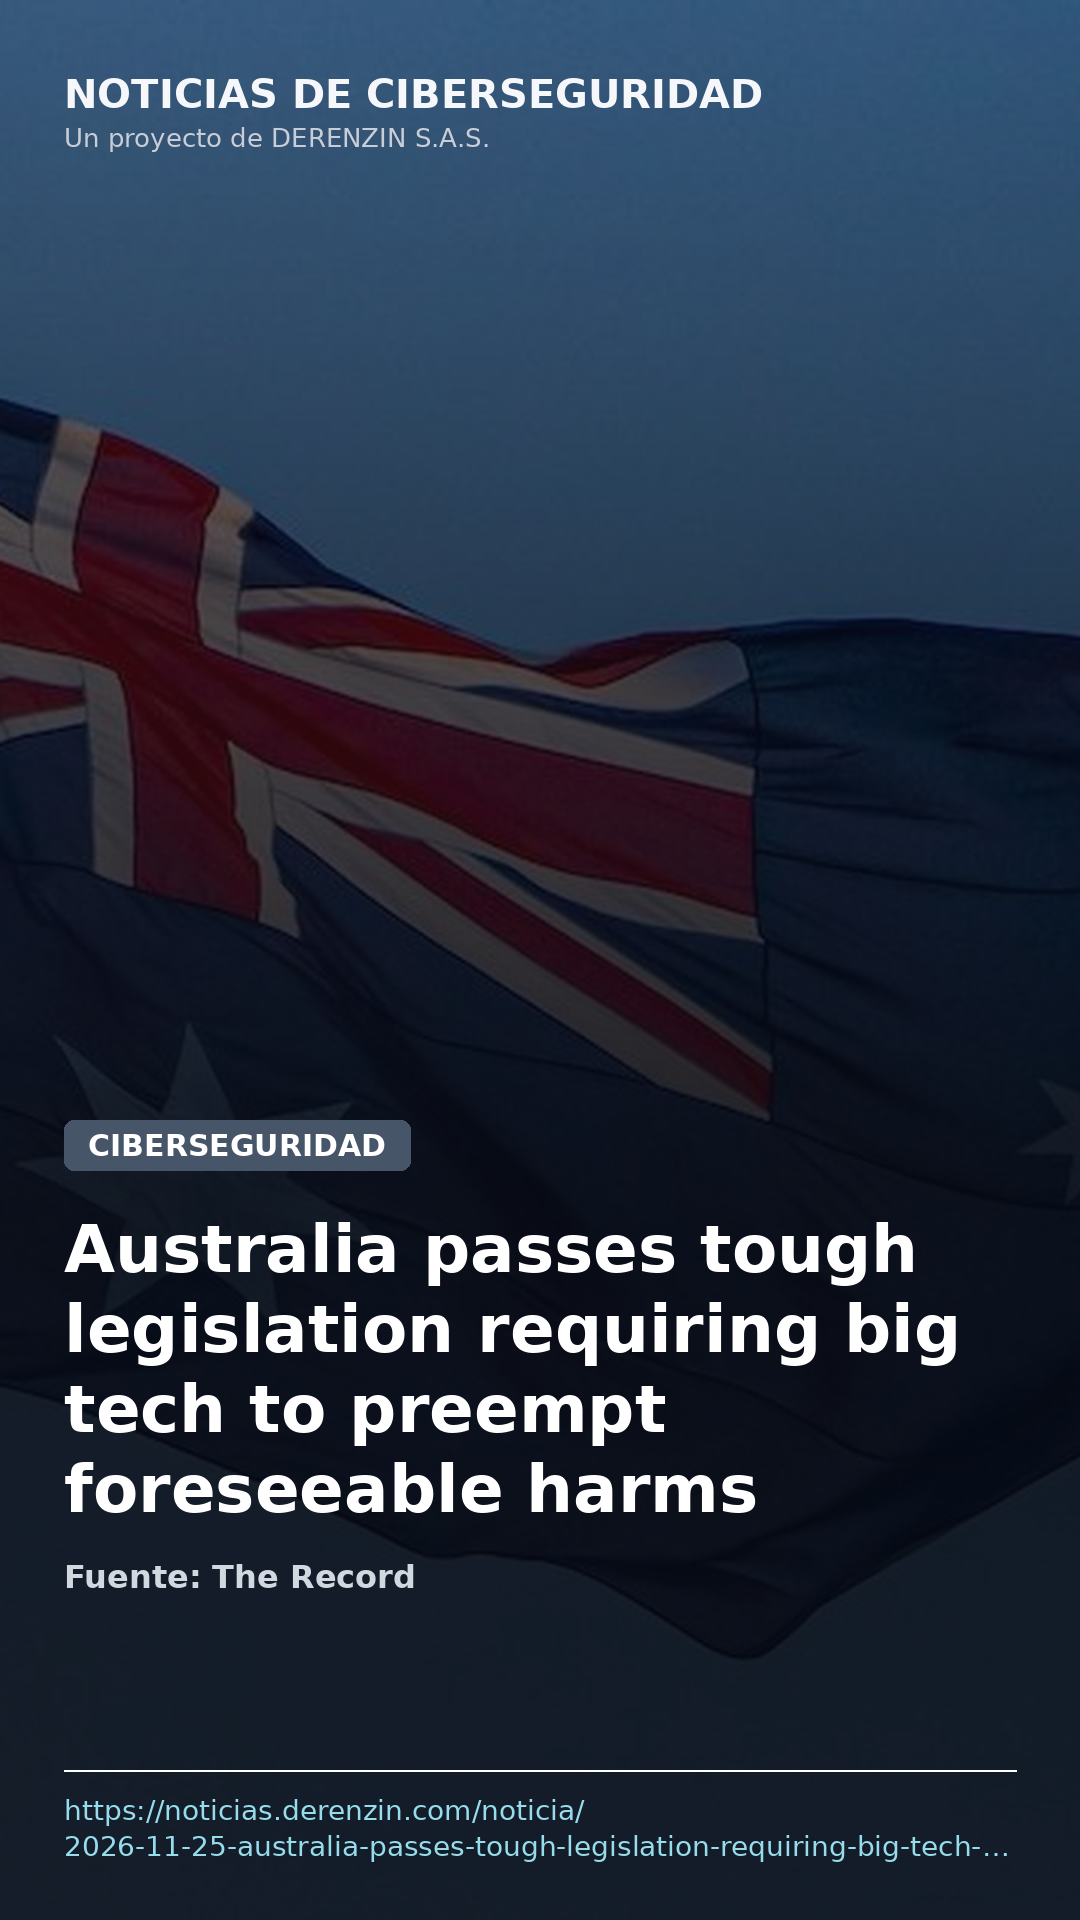 NOTICIAS DE CIBERSEGURIDAD
Un proyecto de DERENZIN S.A.S.
CIBERSEGURIDAD
Australia passes tough
legislation requiring big
tech to preempt
foreseeable harms
Fuente: The Record
https://noticias.derenzin.com/noticia/
2026-11-25-australia-passes-tough-legislation-requiring-big-tech-...